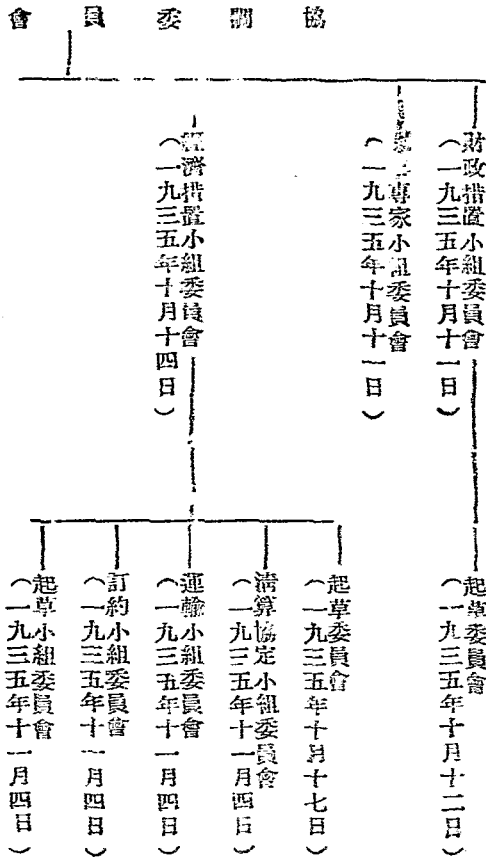 協調委員會
財政措置小組委員會
（一九三五年十月十一日）
起草委員會
（一九三五年十月十二日）
專家小組委員會
（一九三五年十月十一日）
經濟措置小組委員會
（一九三五年十月十四日）
起草委員會
（一九三五年十月十七日）
清算協定小組委員會
（一九三五年十一月四日）
運輸小組委員會
（一九三五年十一月四日）
訂約小組委員會
（一九三五年十一月四日）
起草小組委員會
（一九三五年十一月四日）